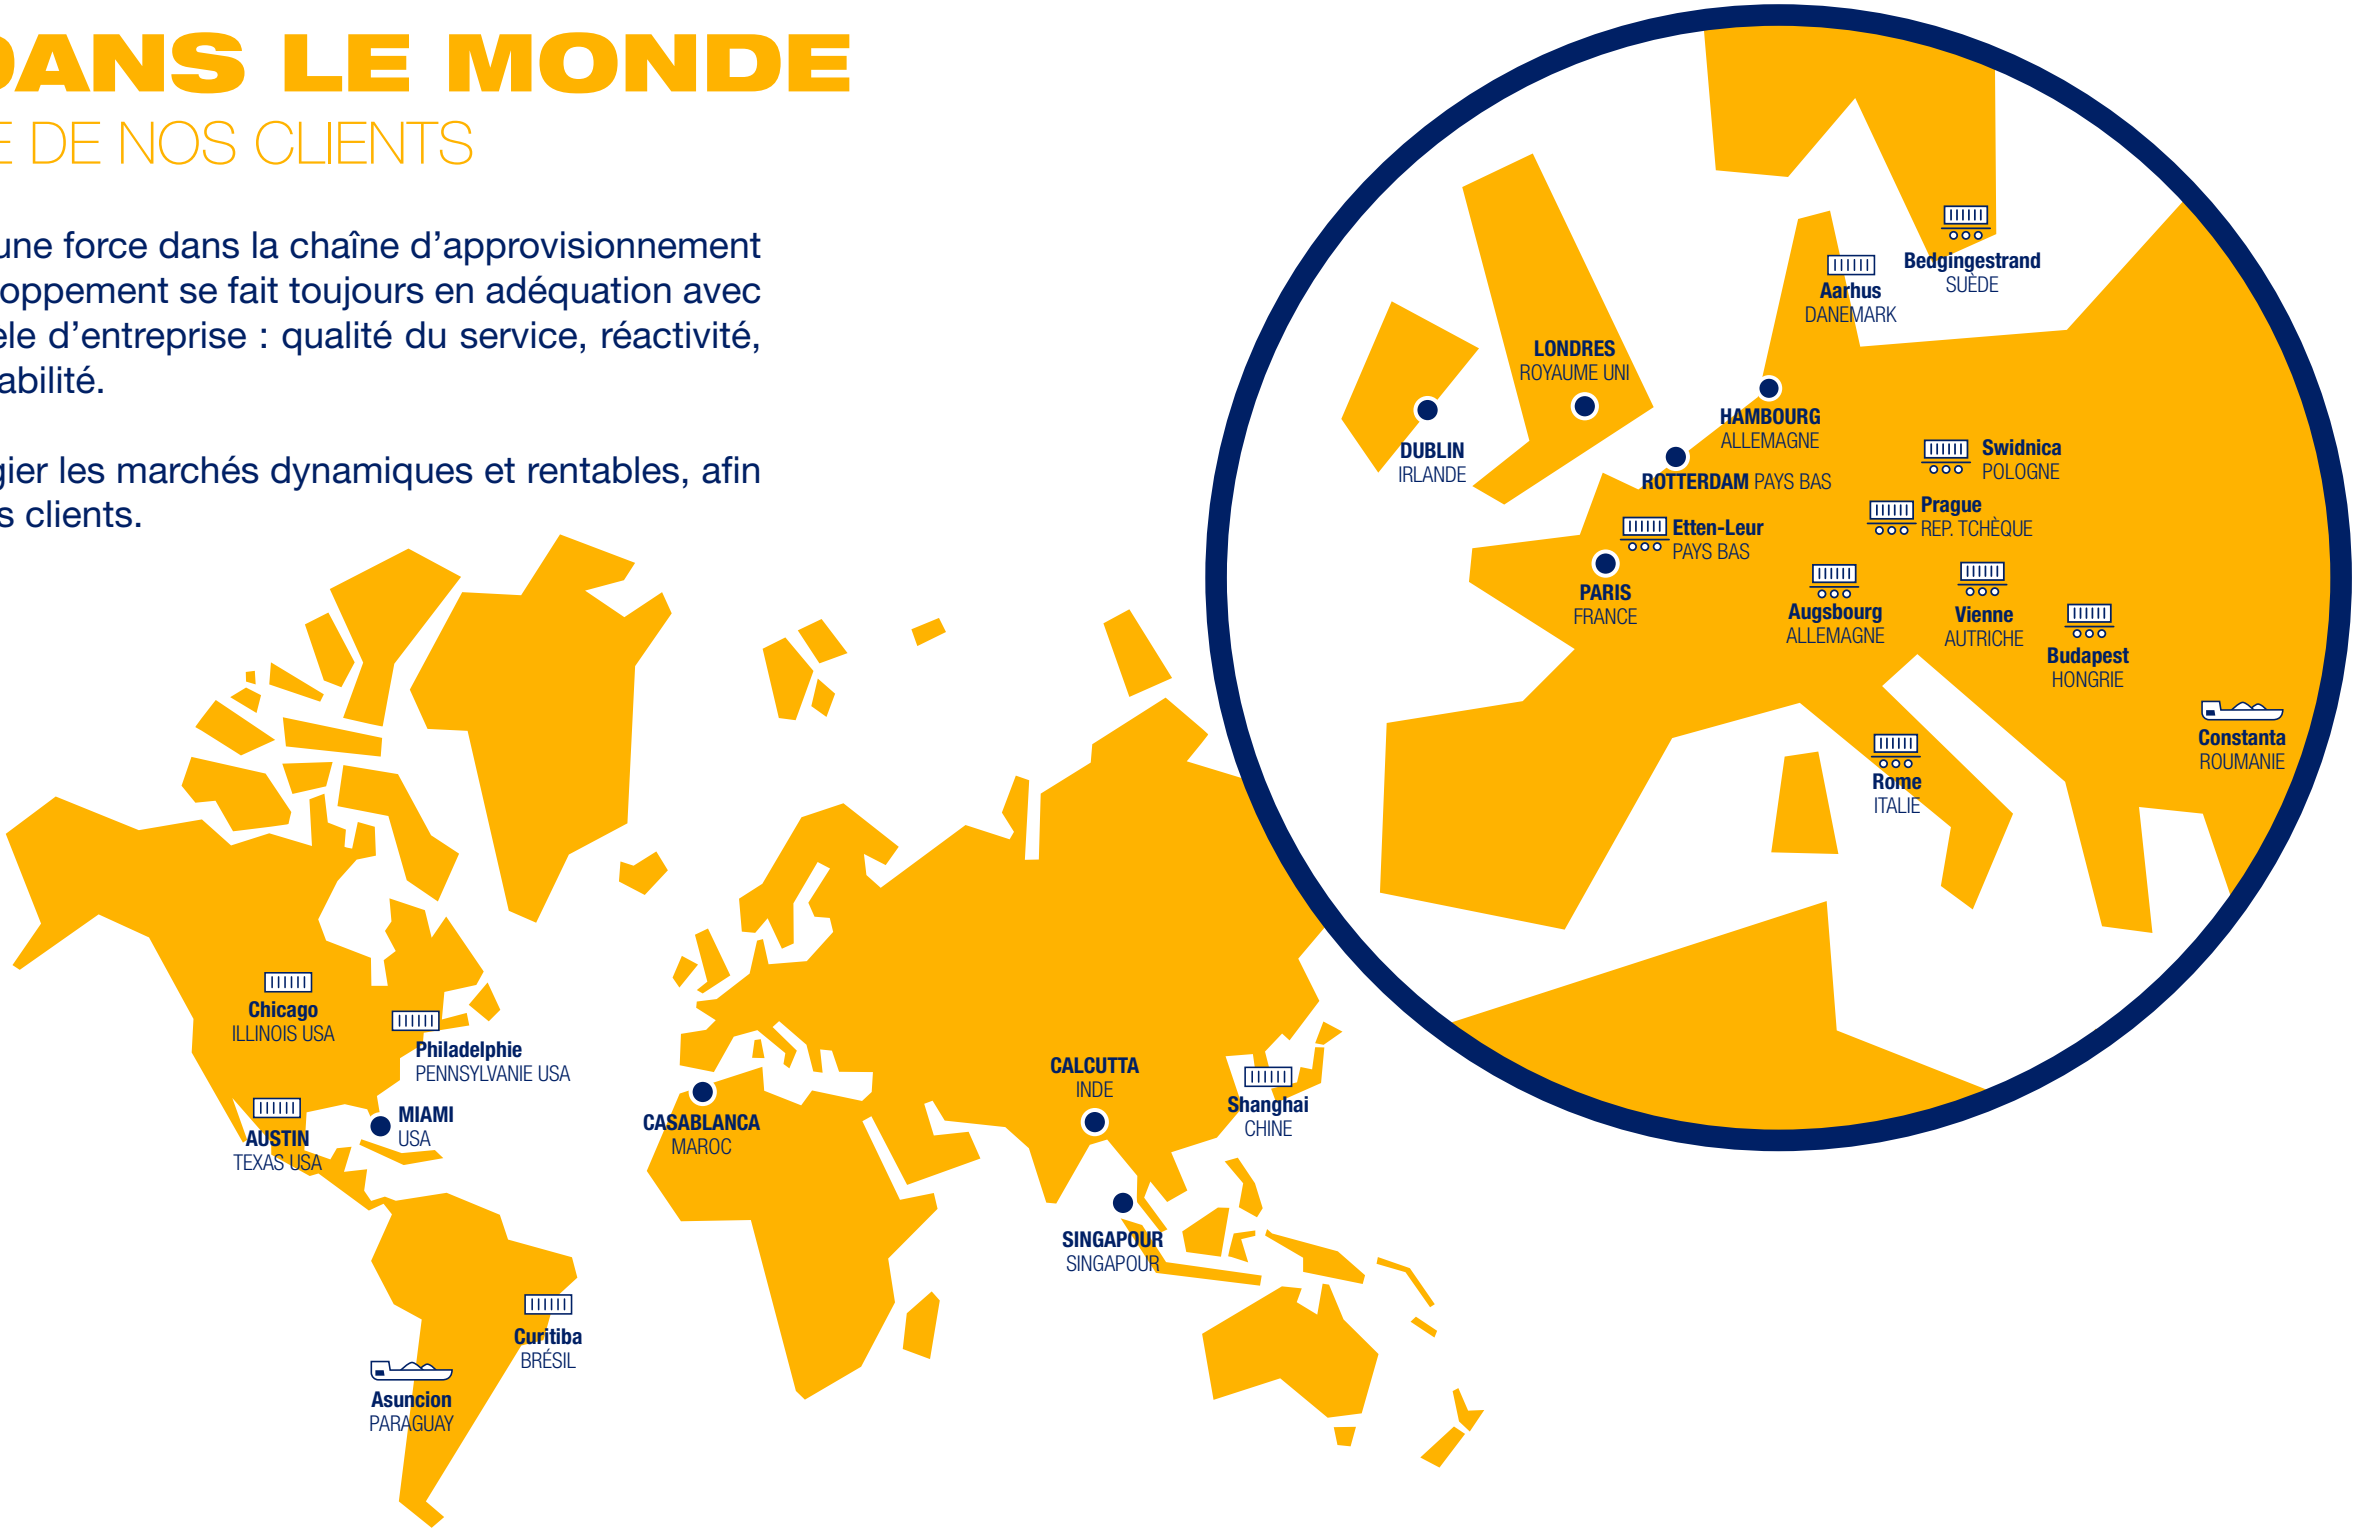 DANS LE MONDE
E DE NOS CLIENTS
une force dans la chaîne d’approvisionnement
oppement se fait toujours en adéquation avec
èle d’entreprise : qualité du service, réactivité,
abilité.
gier les marchés dynamiques et rentables, afin
s clients.
Bedgingestrand
SUÈDE
Aarhus
DANEMARK
LONDRES
ROYAUME UNI
HAMBOURG
ALLEMAGNE
DUBLIN
IRLANDE
Swidnica
POLOGNE
ROTTERDAM PAYS BAS
Prague
REP. TCHÈQUE
Etten-Leur
PAYS BAS
PARIS
FRANCE
Augsbourg
ALLEMAGNE
Vienne
AUTRICHE
Budapest
HONGRIE
Constanta
ROUMANIE
Rome
ITALIE
Chicago
ILLINOIS USA
Philadelphie
PENNSYLVANIE USA
AUSTIN
TEXAS USA
MIAMI
USA
CASABLANCA
MAROC
CALCUTTA
INDE
Shanghai
CHINE
SINGAPOUR
SINGAPOUR
Curitiba
BRÉSIL
Asuncion
PARAGUAY